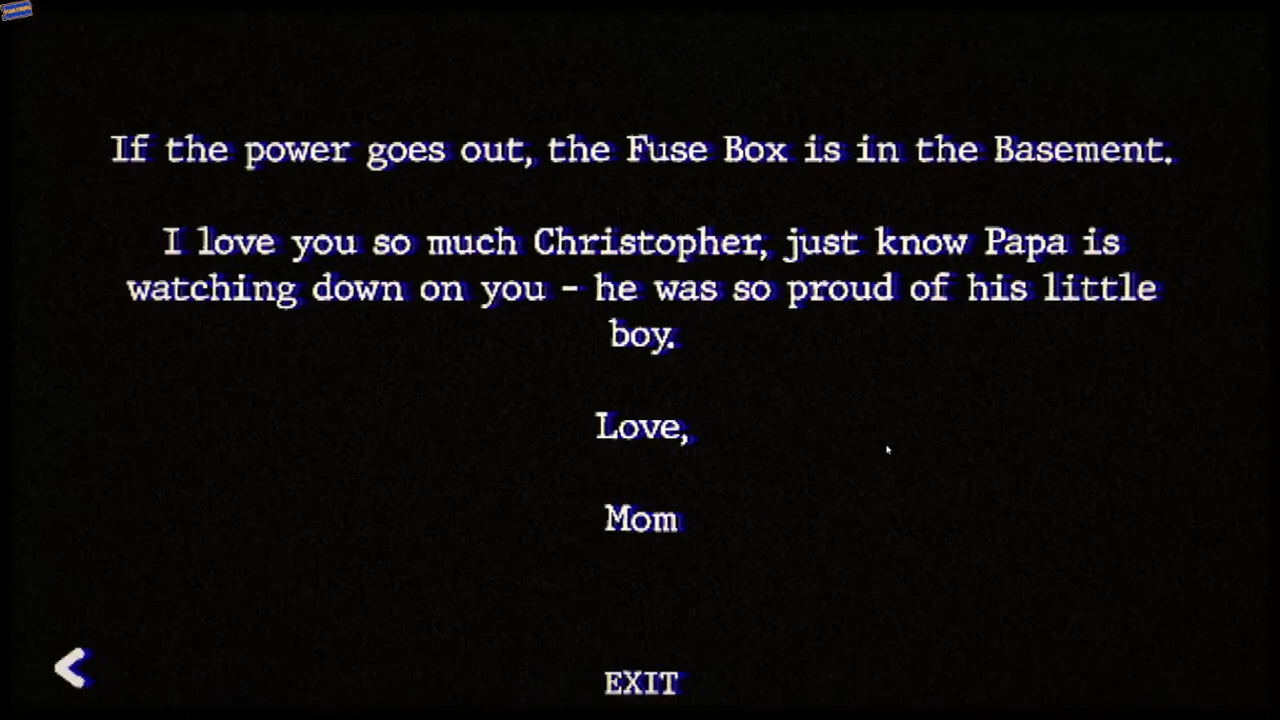 If the power goes out, the Fuse Box is in the Basement.
I love you so much Christopher, just know Papa is
watching down on you - he was so proud of his little
boy.
Love,
Mom
<
EXIT